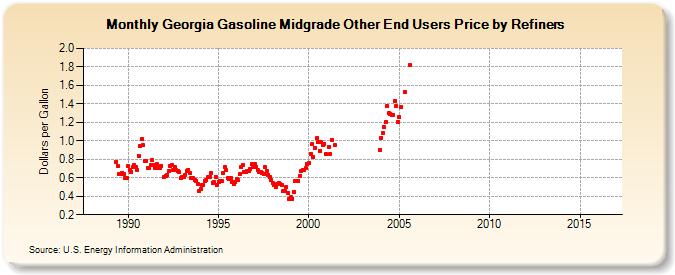 Monthly Georgia Gasoline Midgrade Other End Users Price by Refiners
Dollars per Gallon
2.0
1.8
1.6
1.4
1.2
1.0
0.8
0.6
0.4
0.2
1990 1995 2000 2005 2010 2015
Source: U.S. Energy Information Administration